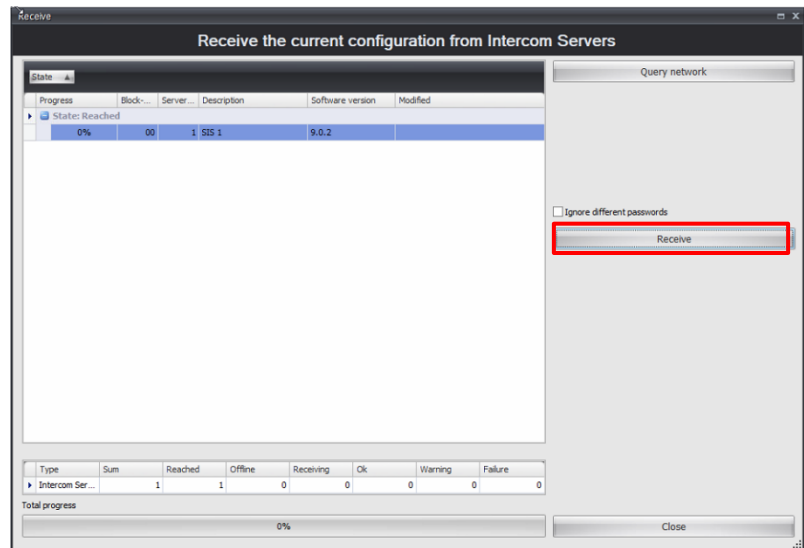 Receive
Receive the current configuration from Intercom Servers
State
Query network
Progress Block-... Server... Description Software version Modified
State: Reached
0% 00 1 SIS 1 9.0.2
Ignore different passwords
Receive
Type Sum Reached Offline Receiving Ok Warning Failure
Intercom Ser... 1 1 0 0 0 0 0
Total progress
0%
Close